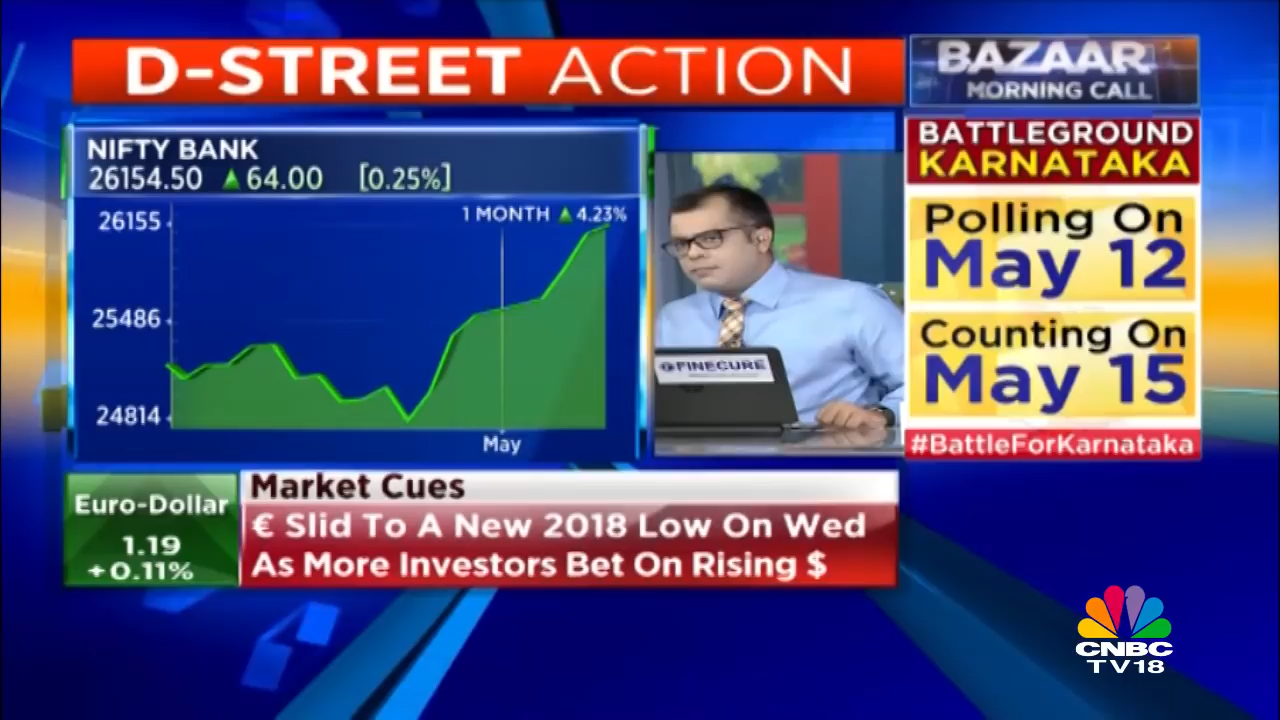 D-STREET ACTION
BAZAAR
MORNING CALL
NIFTY BANK
26154.50 ▲64.00 [0.25%]
1 MONTH ▲4.23%
26155
25486
24814
May
FINECURE
BATTLEGROUND
KARNATAKA
Polling On
May 12
Counting On
May 15
#BattleForKarnataka
Euro-Dollar
1.19
+0.11%
Market Cues
€ Slid To A New 2018 Low On Wed
As More Investors Bet On Rising $
CNBC
TV18